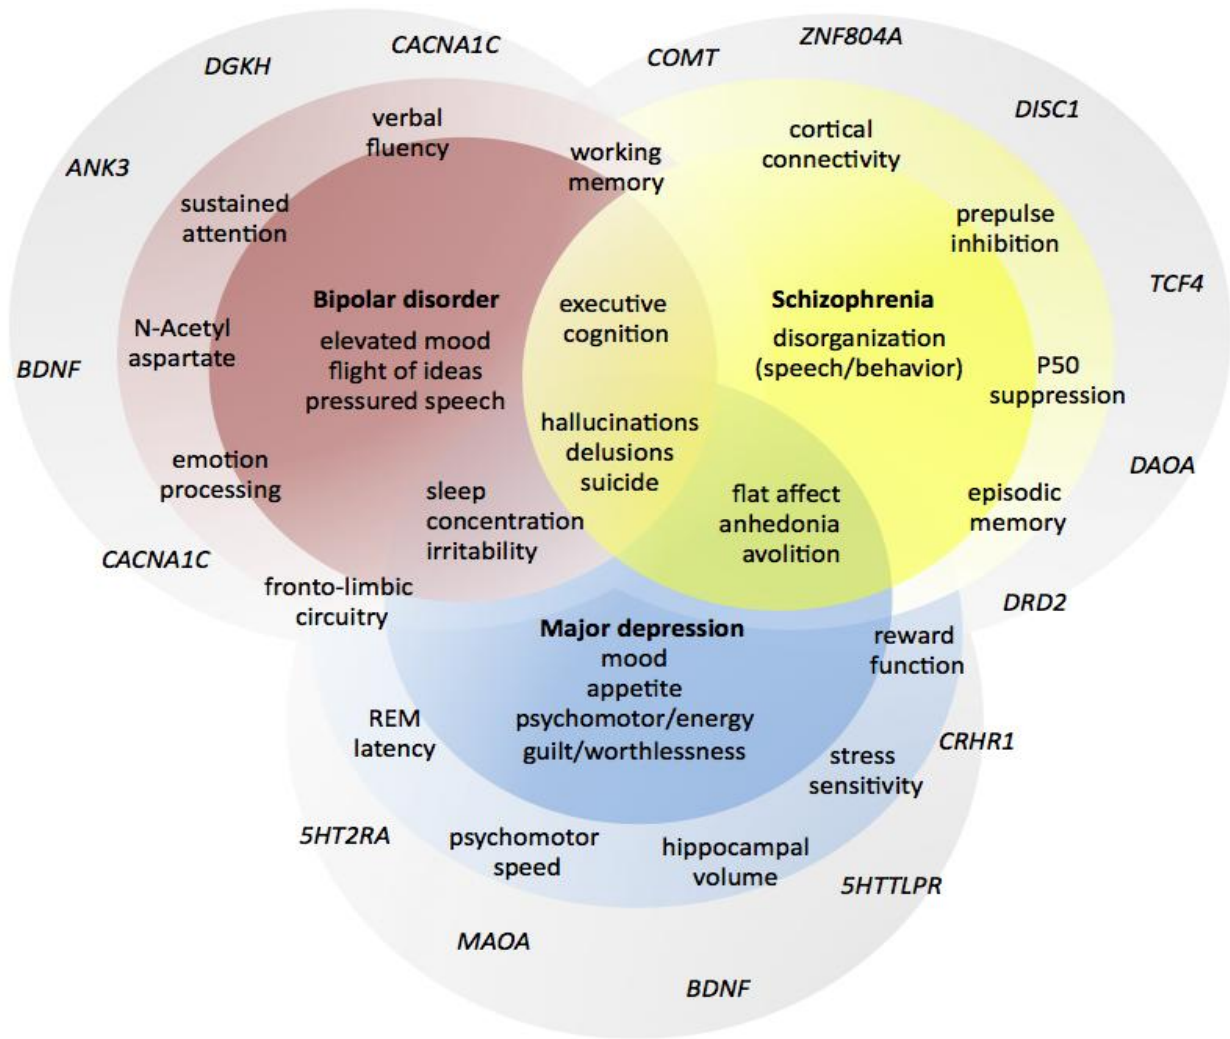 CACNA1C
DGKH
ANK3
BDNF
CACNA1C
COMT
ZNF804A
DISC1
TCF4
DAOA
DRD2
verbal
fluency
sustained
attention
N-Acetyl
aspartate
emotion
processing
fronto-limbic
circuitry
working
memory
cortical
connectivity
prepulse
inhibition
P50
suppression
episodic
memory
Bipolar disorder
elevated mood
flight of ideas
pressured speech
executive
cognition
Schizophrenia
disorganization
(speech/behavior)
hallucinations
delusions
suicide
sleep
concentration
irritability
flat affect
anhedonia
avolition
Major depression
mood
appetite
psychomotor/energy
guilt/worthlessness
reward
function
REM
latency
stress
sensitivity
psychomotor
speed
hippocampal
volume
CRHR1
5HT2RA
5HTTLPR
MAOA
BDNF